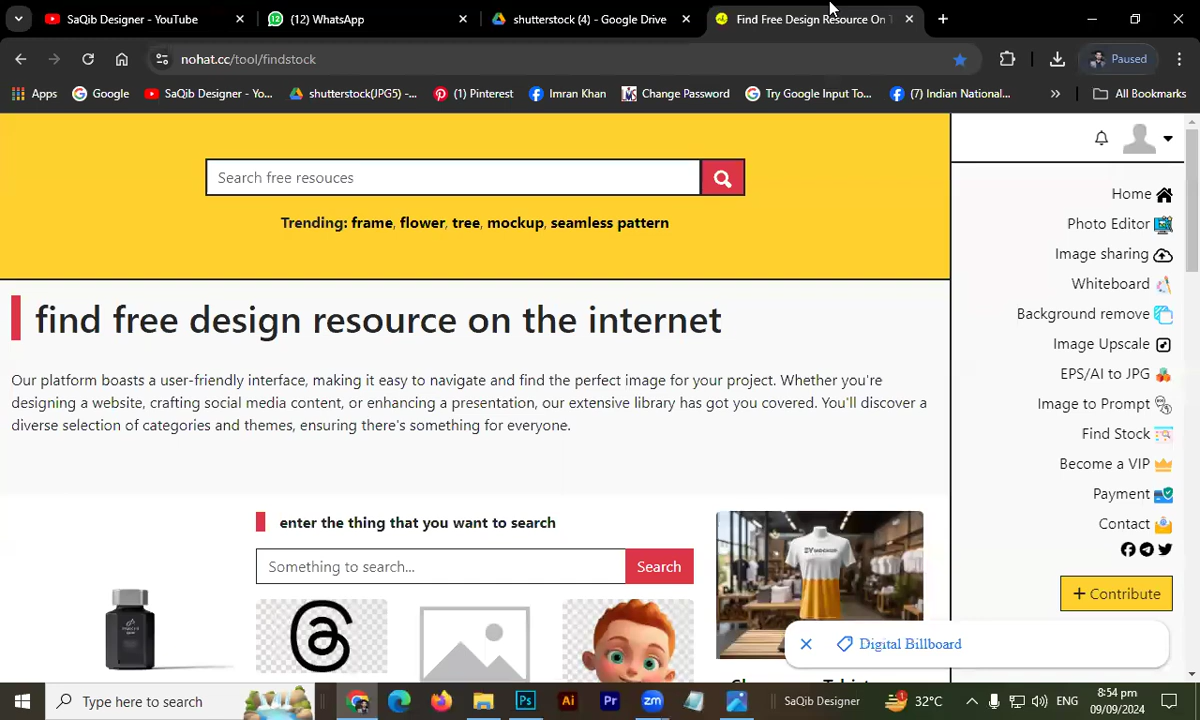 SaQib Designer - YouTube
(12) WhatsApp
shutterstock (4) - Google Drive
Find Free Design Resource On T
nohat.cc/tool/findstock
Paused
Apps
Google
SaQib Designer - Yo...
shutterstock(JPG5) -...
(1) Pinterest
Imran Khan
Change Password
Try Google Input To...
(7) Indian National...
All Bookmarks
Search free resouces
Trending: frame, flower, tree, mockup, seamless pattern
find free design resource on the internet
Our platform boasts a user-friendly interface, making it easy to navigate and find the perfect image for your project. Whether you're
designing a website, crafting social media content, or enhancing a presentation, our extensive library has got you covered. You'll discover a
diverse selection of categories and themes, ensuring there's something for everyone.
enter the thing that you want to search
Something to search...
Search
Home
Photo Editor
Image sharing
Whiteboard
Background remove
Image Upscale
EPS/AI to JPG
Image to Prompt
Find Stock
Become a VIP
Payment
Contact
+ Contribute
Digital Billboard
Type here to search
Ps
Ai
Pr
zm
SaQib Designer
32°C
ENG
8:54 pm
09/09/2024